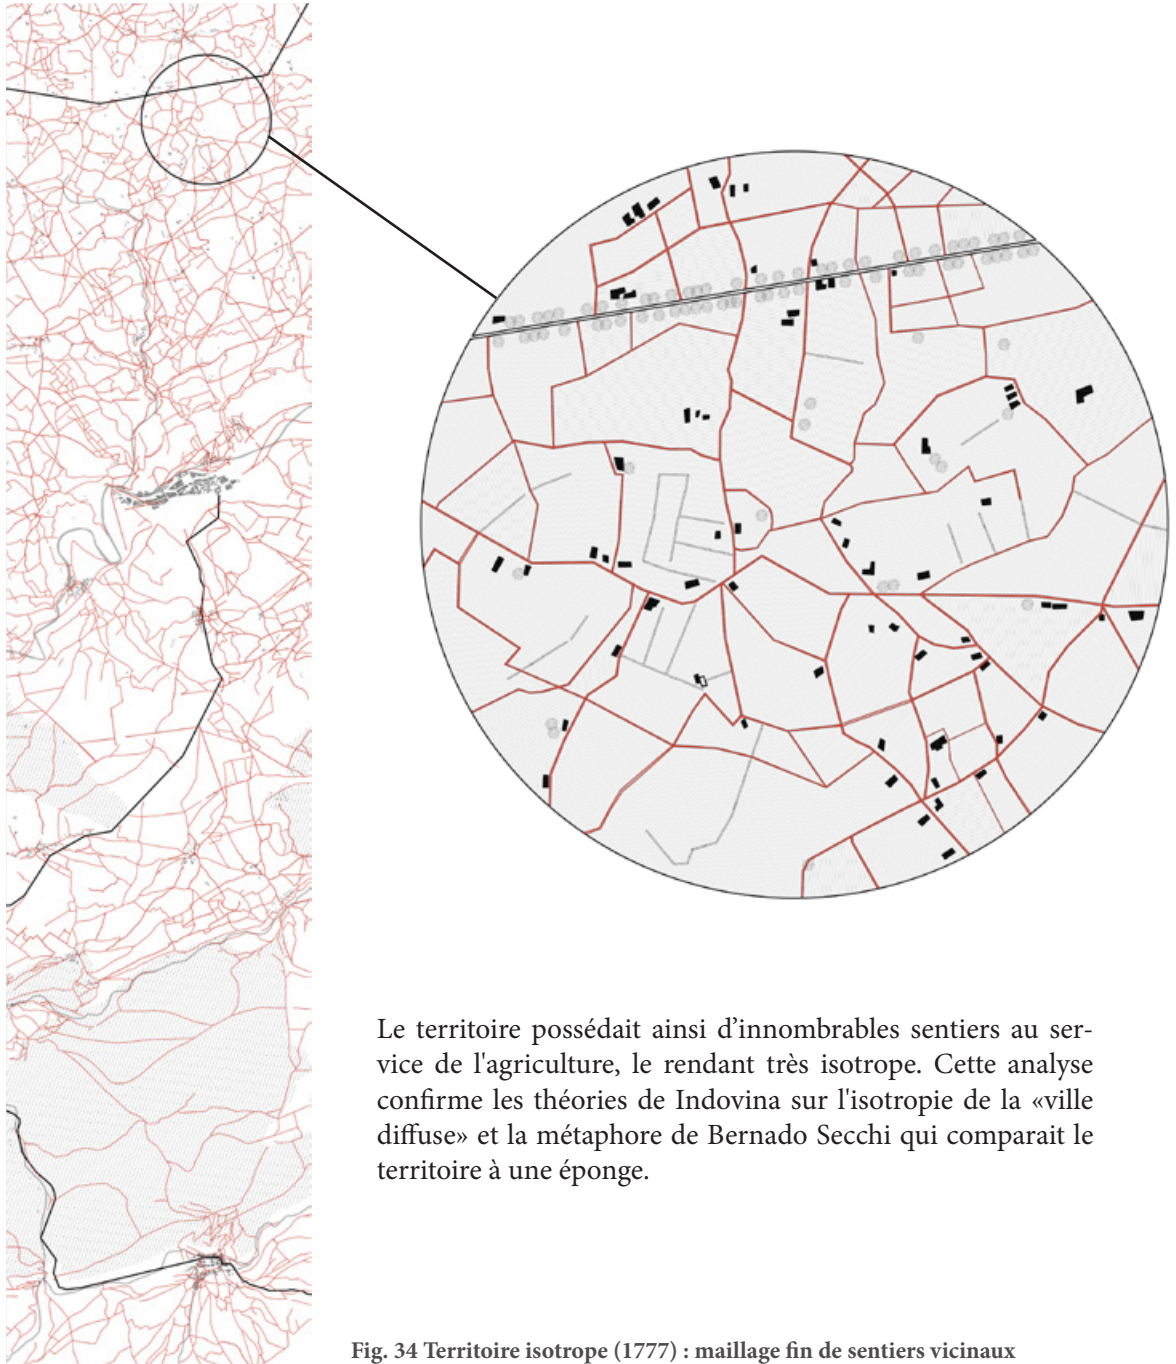 Le territoire possédait ainsi d’innombrables sentiers au ser-
vice de l'agriculture, le rendant très isotrope. Cette analyse
confirme les théories de Indovina sur l'isotropie de la «ville
diffuse» et la métaphore de Bernado Secchi qui comparait le
territoire à une éponge.
Fig. 34 Territoire isotrope (1777) : maillage fin de sentiers vicinaux